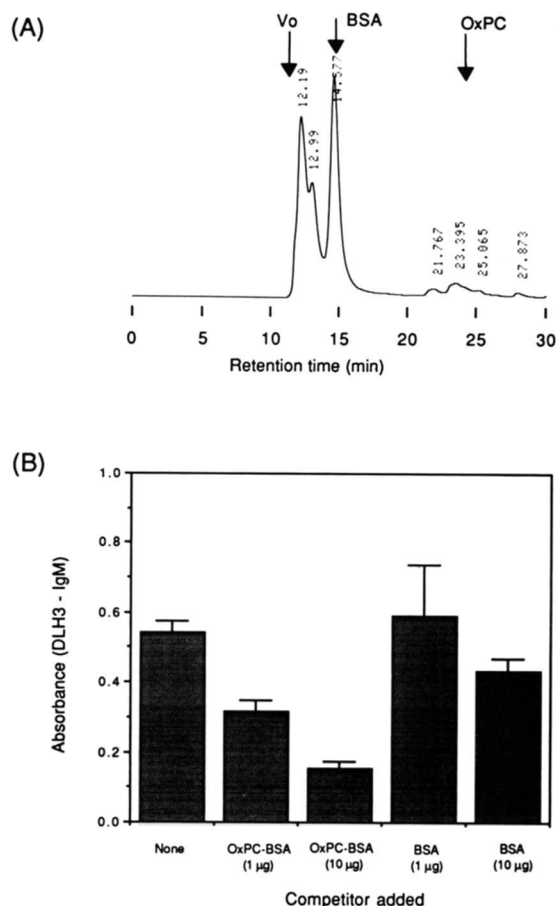 (A)
Vo
BSA
OxPC
12.19
12.99
14.577
21.767
23.395
25.065
27.873
0
5
10
15
20
25
30
Retention time (min)
(B)
Absorbance (DLH3 - IgM)
1.0
0.8
0.6
0.4
0.2
0.0
None
OxPC-BSA
(1 μg)
OxPC-BSA
(10 μg)
BSA
(1 μg)
BSA
(10 μg)
Competitor added